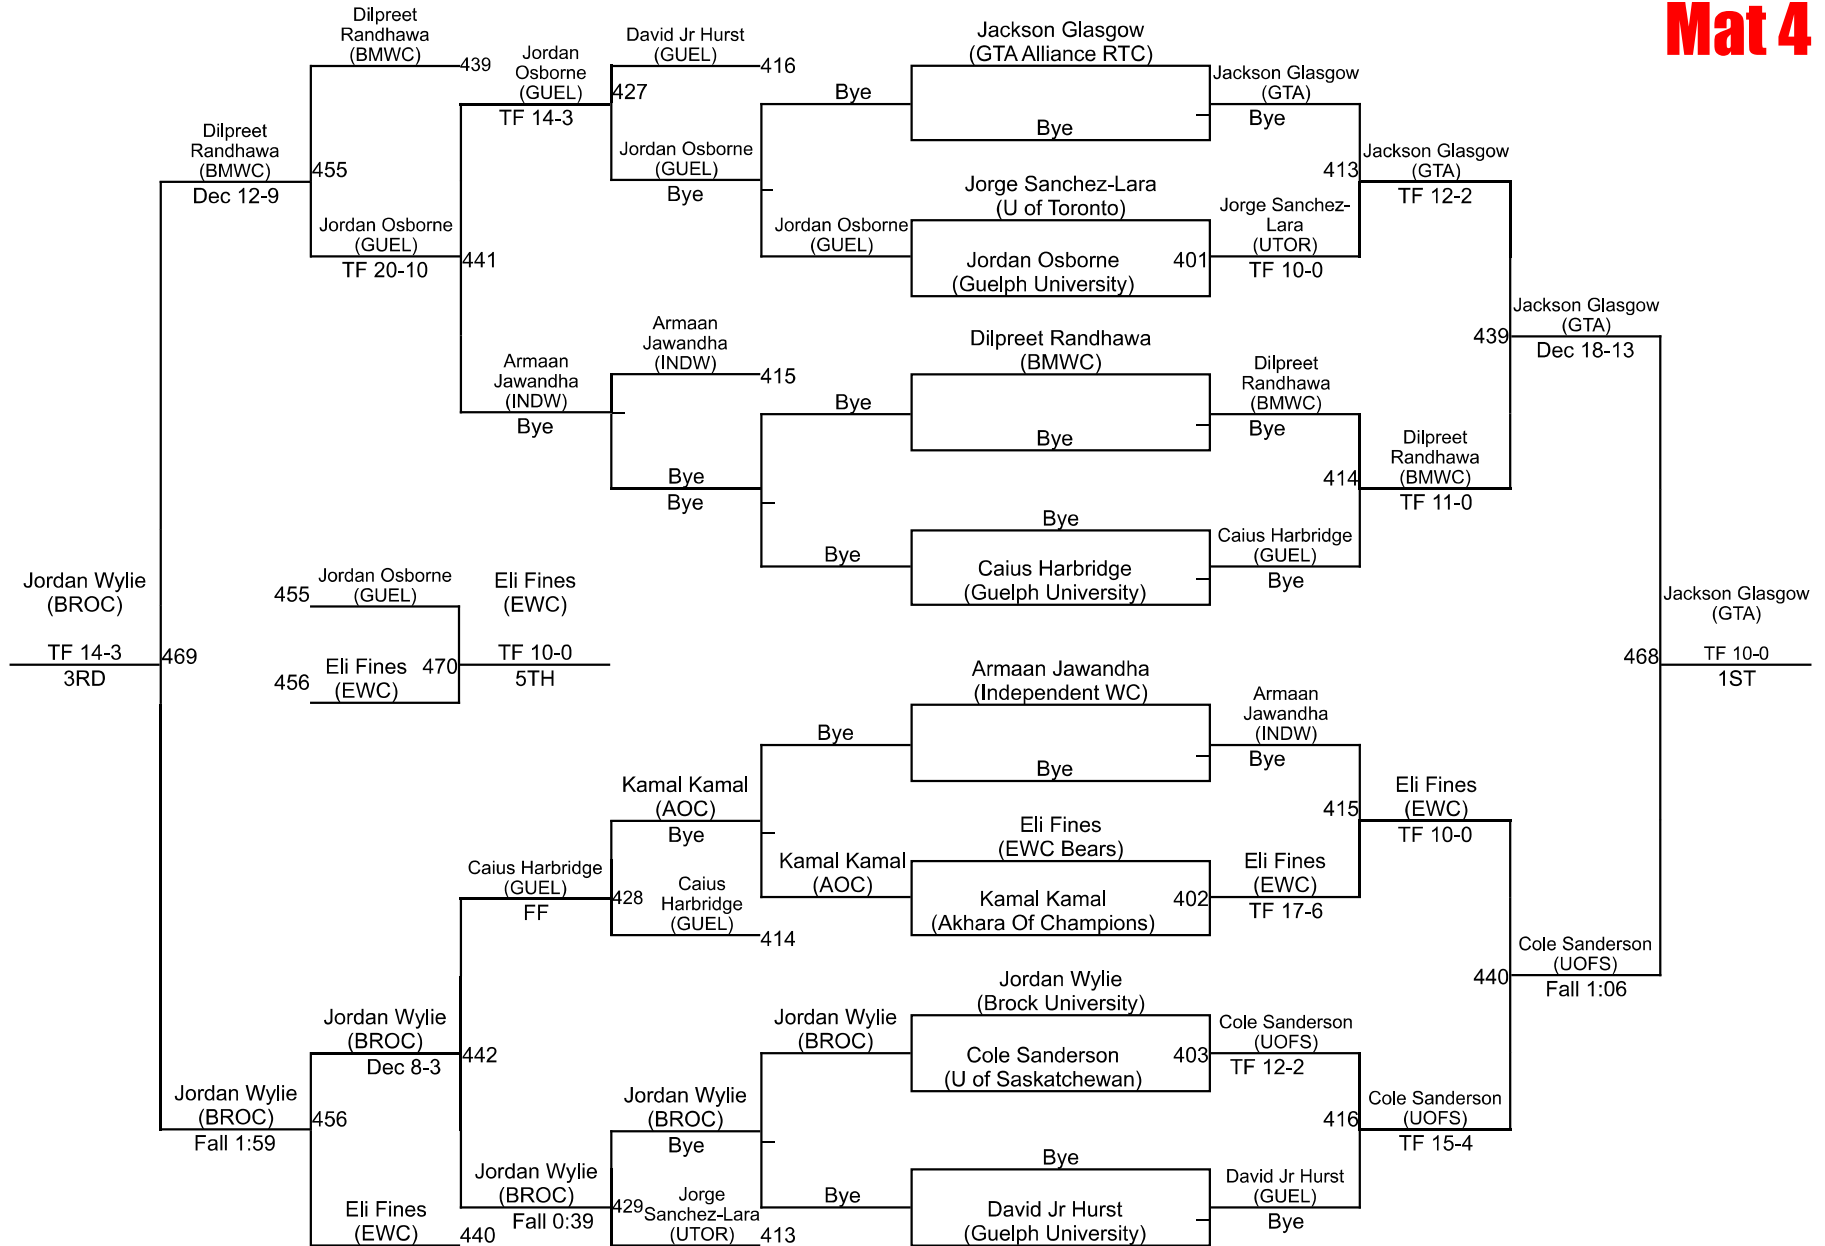 Mat 4
Dilpreet
Randhawa
(BMWC)
439
Dilpreet
Randhawa
(BMWC)
Dec 12-9
455
Jordan Osborne
(GUEL)
TF 20-10
441
Jordan
Osborne
(GUEL)
TF 14-3
427
David Jr Hurst
(GUEL)
416
Jordan Osborne
(GUEL)
Bye
Bye
Jordan Osborne
(GUEL)
Armaan
Jawandha
(INDW)
Bye
Armaan
Jawandha
(INDW)
415
Bye
Bye
Bye
Bye
Jackson Glasgow
(GTA Alliance RTC)
Bye
Jackson Glasgow
(GTA)
Bye
Jorge Sanchez-Lara
(U of Toronto)
Jordan Osborne
(Guelph University)
401
Jorge Sanchez-
Lara
(UTOR)
TF 10-0
413
Jackson Glasgow
(GTA)
TF 12-2
Dilpreet Randhawa
(BMWC)
Bye
Dilpreet
Randhawa
(BMWC)
Bye
Bye
Caius Harbridge
(Guelph University)
Caius Harbridge
(GUEL)
Bye
414
Dilpreet
Randhawa
(BMWC)
TF 11-0
439
Jackson Glasgow
(GTA)
Dec 18-13
Jordan Wylie
(BROC)
TF 14-3
3RD
469
455
Jordan Osborne
(GUEL)
456
Eli Fines
(EWC)
470
Eli Fines
(EWC)
TF 10-0
5TH
468
Jackson Glasgow
(GTA)
TF 10-0
1ST
Armaan Jawandha
(Independent WC)
Bye
Armaan
Jawandha
(INDW)
Bye
Eli Fines
(EWC Bears)
Kamal Kamal
(Akhara Of Champions)
402
Eli Fines
(EWC)
TF 17-6
415
Eli Fines
(EWC)
TF 10-0
Bye
Kamal Kamal
(AOC)
Kamal Kamal
(AOC)
Bye
Caius Harbridge
(GUEL)
FF
428
Caius
Harbridge
(GUEL)
414
Jordan Wylie
(Brock University)
Cole Sanderson
(U of Saskatchewan)
403
Cole Sanderson
(UOFS)
TF 12-2
Bye
David Jr Hurst
(Guelph University)
David Jr Hurst
(GUEL)
Bye
416
Cole Sanderson
(UOFS)
TF 15-4
440
Cole Sanderson
(UOFS)
Fall 1:06
Jordan Wylie
(BROC)
Bye
Jordan Wylie
(BROC)
Bye
Jordan Wylie
(BROC)
Dec 8-3
442
Jordan Wylie
(BROC)
Fall 0:39
429
Jorge
Sanchez-Lara
(UTOR)
413
Jordan Wylie
(BROC)
Fall 1:59
456
Eli Fines
(EWC)
440